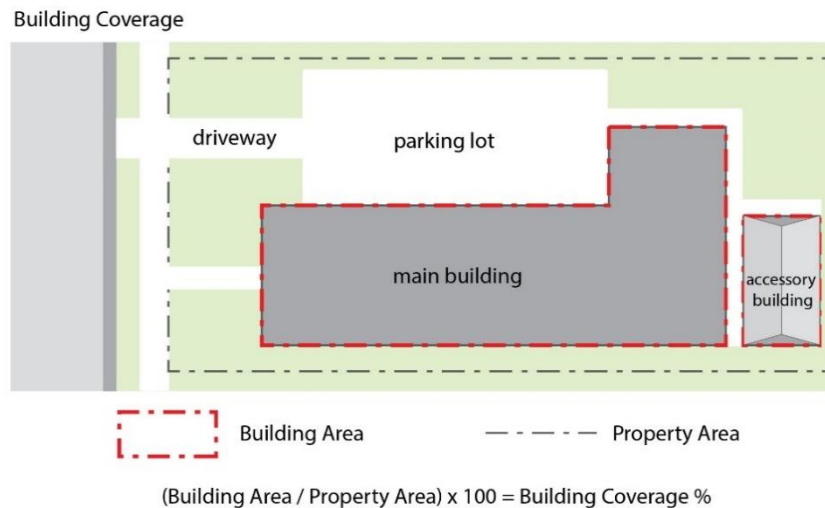 Building Coverage
driveway
parking lot
main building
accessory
building
Building Area
Property Area
(Building Area / Property Area) x 100 = Building Coverage %